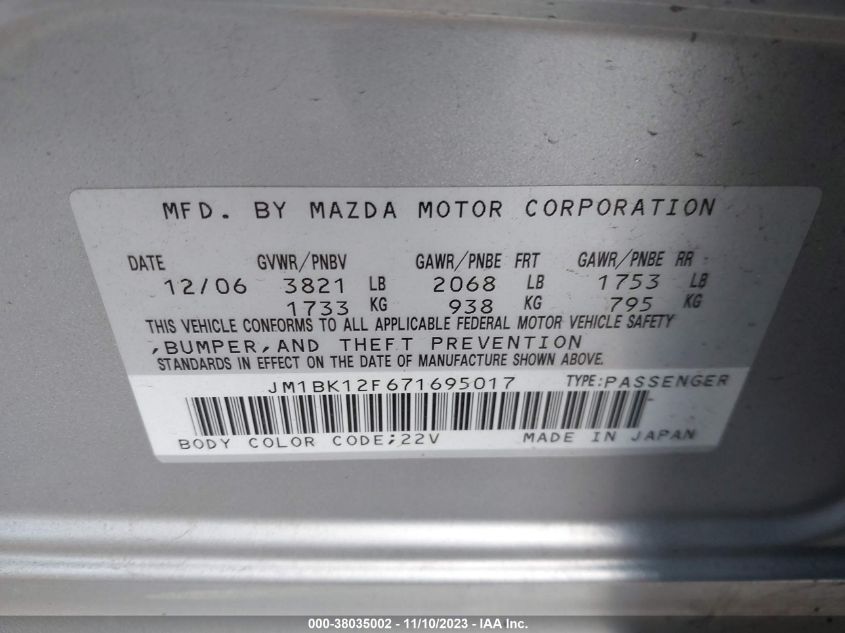 MFD. BY MAZDA MOTOR CORPORATION
DATE GVWR/PNBV GAWR/PNBE FRT GAWR/PNBE RR
12/06 3821 LB 2068 LB 1753 LB
1733 KG 938 KG 795 KG
THIS VEHICLE CONFORMS TO ALL APPLICABLE FEDERAL MOTOR VEHICLE SAFETY
,BUMPER,AND THEFT PREVENTION
STANDARDS IN EFFECT ON THE DATE OF MANUFACTURE SHOWN ABOVE.
JM1BK12F671695017 TYPE:PASSENGER
BODY COLOR CODE;22V MADE IN JAPAN
000-38035002 - 11/10/2023 - IAA Inc.